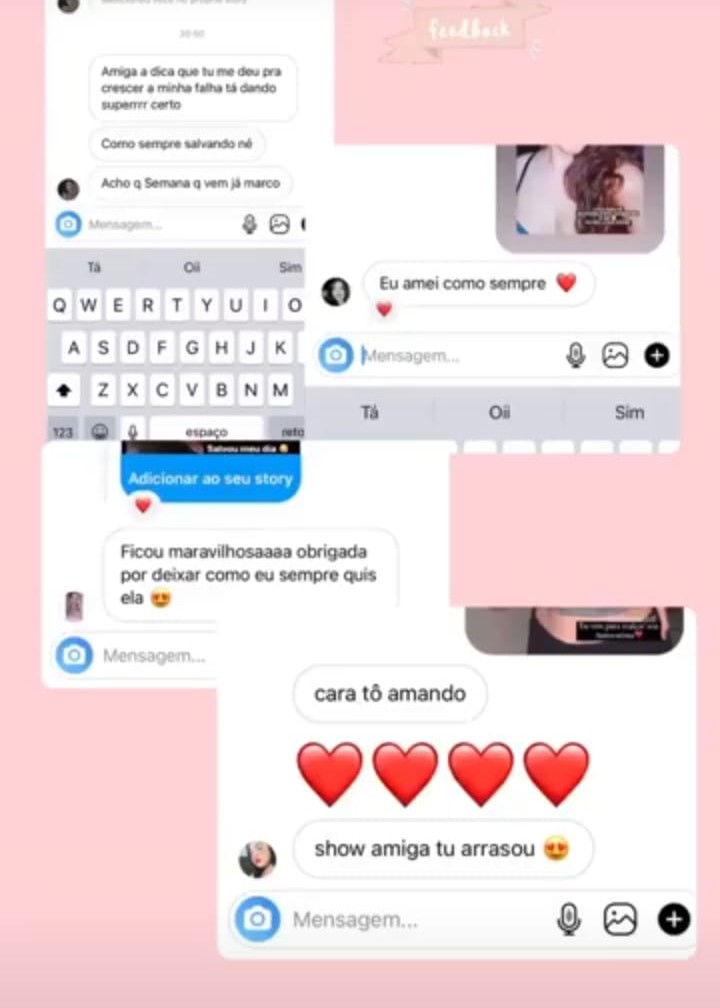 feedback
20:50
Amiga a dica que tu me deu pra
crescer a minha falha tá dando
superrrr certo
Como sempre salvando né
Acho q Semana q vem já marco
Mensagem...
Tá Oii Sim
Q W E R T Y U I O
A S D F G H J K
Z X C V B N M
123 espaço reto
Eu amei como sempre ❤️
❤️
Mensagem...
Tá Oii Sim
Salvou meu dia
Adicionar ao seu story
❤️
Ficou maravilhosaaaa obrigada
por deixar como eu sempre quis
ela 😍
Mensagem...
cara tô amando
❤️❤️❤️❤️
show amiga tu arrasou 😍
Mensagem...